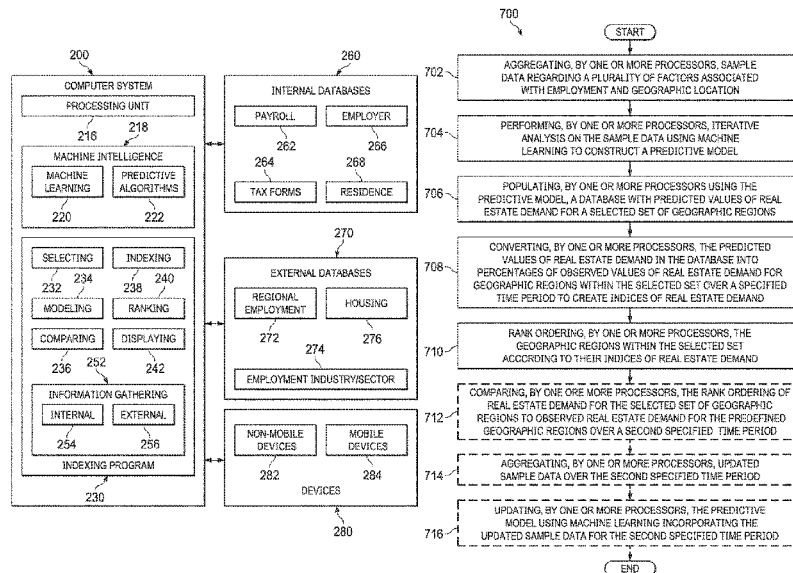 200
COMPUTER SYSTEM
PROCESSING UNIT
216
218
MACHINE INTELLIGENCE
MACHINE LEARNING
PREDICTIVE ALGORITHMS
220
222
SELECTING
INDEXING
232
234
238
240
MODELING
RANKING
COMPARING
DISPLAYING
236
252
242
INFORMATION GATHERING
INTERNAL
EXTERNAL
254
256
INDEXING PROGRAM
230
260
INTERNAL DATABASES
PAYROLL
EMPLOYER
262
266
264
268
TAX FORMS
RESIDENCE
270
EXTERNAL DATABASES
REGIONAL EMPLOYMENT
HOUSING
272
276
274
EMPLOYMENT INDUSTRY/SECTOR
NON-MOBILE DEVICES
MOBILE DEVICES
282
284
DEVICES
280
700
START
702
AGGREGATING, BY ONE OR MORE PROCESSORS, SAMPLE
DATA REGARDING A PLURALITY OF FACTORS ASSOCIATED
WITH EMPLOYMENT AND GEOGRAPHIC LOCATION
704
PERFORMING, BY ONE OR MORE PROCESSORS, ITERATIVE
ANALYSIS ON THE SAMPLE DATA USING MACHINE
LEARNING TO CONSTRUCT A PREDICTIVE MODEL
706
POPULATING, BY ONE OR MORE PROCESSORS USING THE
PREDICTIVE MODEL, A DATABASE WITH PREDICTED VALUES OF REAL
ESTATE DEMAND FOR A SELECTED SET OF GEOGRAPHIC REGIONS
708
CONVERTING, BY ONE OR MORE PROCESSORS, THE PREDICTED
VALUES OF REAL ESTATE DEMAND IN THE DATABASE INTO
PERCENTAGES OF OBSERVED VALUES OF REAL ESTATE DEMAND FOR
GEOGRAPHIC REGIONS WITHIN THE SELECTED SET OVER A SPECIFIED
TIME PERIOD TO CREATE INDICES OF REAL ESTATE DEMAND
710
RANK ORDERING, BY ONE OR MORE PROCESSORS, THE
GEOGRAPHIC REGIONS WITHIN THE SELECTED SET
ACCORDING TO THEIR INDICES OF REAL ESTATE DEMAND
712
COMPARING, BY ONE ORE MORE PROCESSORS, THE RANK ORDERING OF
REAL ESTATE DEMAND FOR THE SELECTED SET OF GEOGRAPHIC
REGIONS TO OBSERVED REAL ESTATE DEMAND FOR THE PREDEFINED
GEOGRAPHIC REGIONS OVER A SECOND SPECIFIED TIME PERIOD
714
AGGREGATING, BY ONE OR MORE PROCESSORS, UPDATED
SAMPLE DATA OVER THE SECOND SPECIFIED TIME PERIOD
716
UPDATING, BY ONE OR MORE PROCESSORS, THE PREDICTIVE
MODEL USING MACHINE LEARNING INCORPORATING THE
UPDATED SAMPLE DATA FOR THE SECOND SPECIFIED TIME PERIOD
END